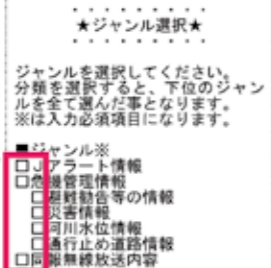 ★ジャンル選択★
ジャンルを選択してください。
分類を選択すると、下位のジャン
ルを全て選んだ事となります。
※は入力必須項目になります。
■ジャンル※
□Jアラート情報
□危機管理情報
□避難勧告等の情報
□災害情報
□河川水位情報
□通行止め道路情報
□同報無線放送内容